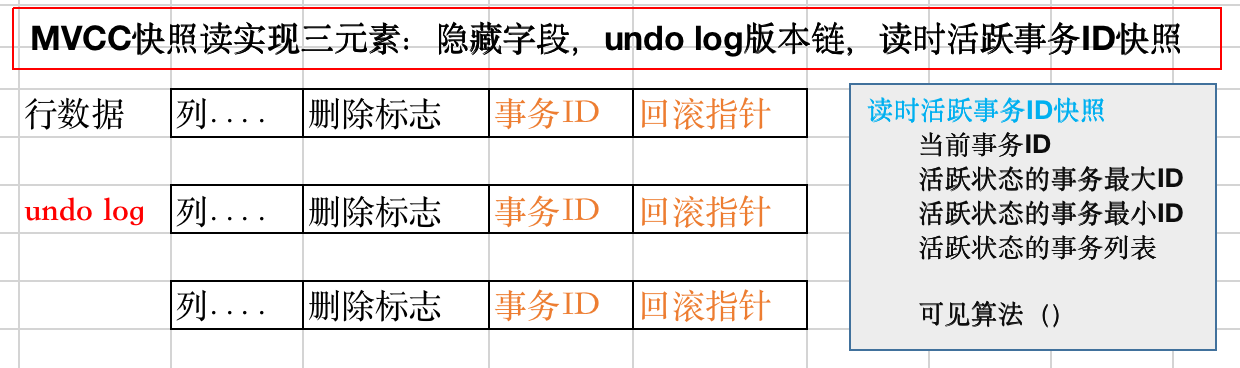 MVCC快照读实现三元素：隐藏字段，undo log版本链，读时活跃事务ID快照
行数据 列.... 删除标志 事务ID 回滚指针
undo log 列.... 删除标志 事务ID 回滚指针
列.... 删除标志 事务ID 回滚指针
读时活跃事务ID快照
当前事务ID
活跃状态的事务最大ID
活跃状态的事务最小ID
活跃状态的事务列表
可见算法（）